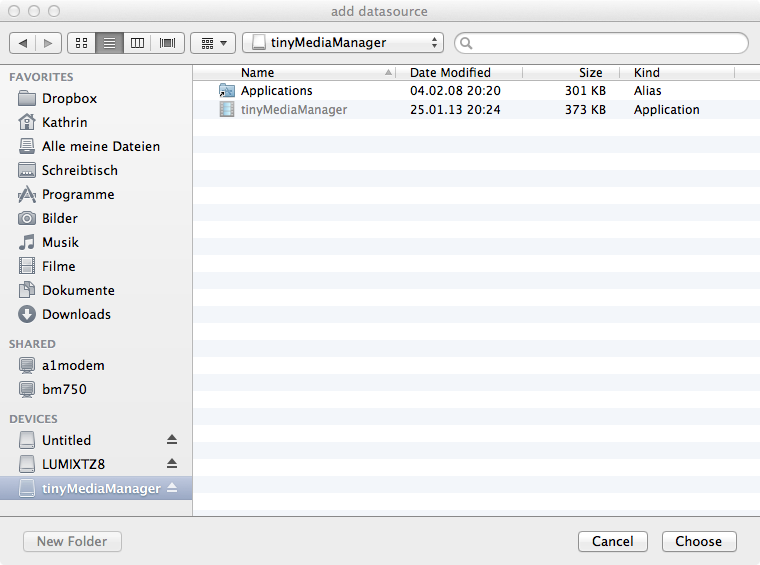 add datasource
tinyMediaManager
FAVORITES
Dropbox
Kathrin
Alle meine Dateien
Schreibtisch
Programme
Bilder
Musik
Filme
Dokumente
Downloads
SHARED
a1modem
bm750
DEVICES
Untitled
LUMIXTZ8
tinyMediaManager
Name Date Modified Size Kind
Applications 04.02.08 20:20 301 KB Alias
tinyMediaManager 25.01.13 20:24 373 KB Application
New Folder Cancel Choose